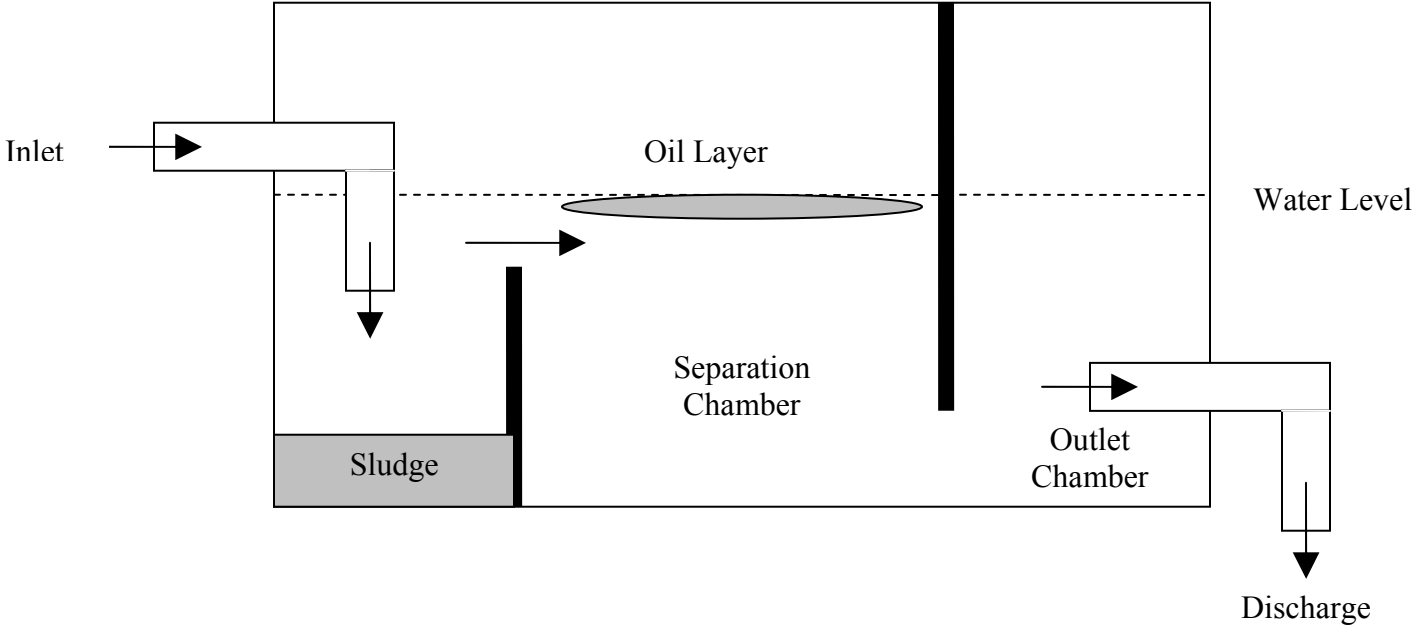 Inlet
Oil Layer
Water Level
Separation
Chamber
Sludge
Outlet
Chamber
Discharge